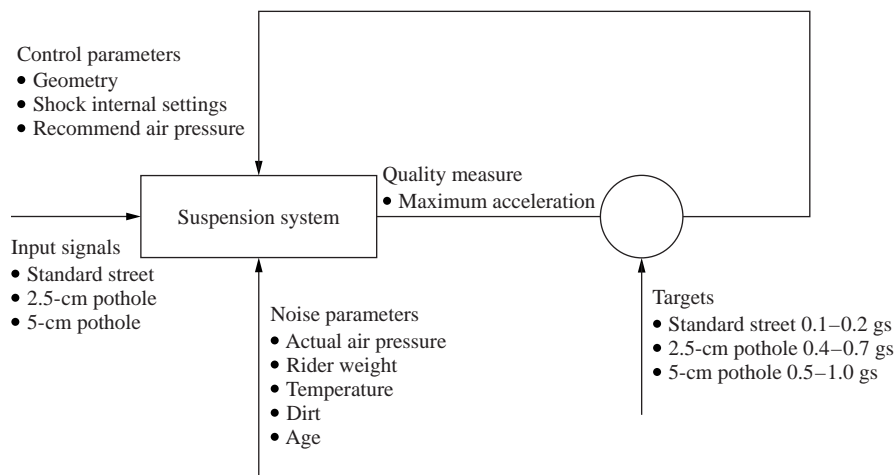 Control parameters
• Geometry
• Shock internal settings
• Recommend air pressure
Quality measure
• Maximum acceleration
Suspension system
Input signals
• Standard street
• 2.5-cm pothole
• 5-cm pothole
Noise parameters
• Actual air pressure
• Rider weight
• Temperature
• Dirt
• Age
Targets
• Standard street 0.1–0.2 gs
• 2.5-cm pothole 0.4–0.7 gs
• 5-cm pothole 0.5–1.0 gs